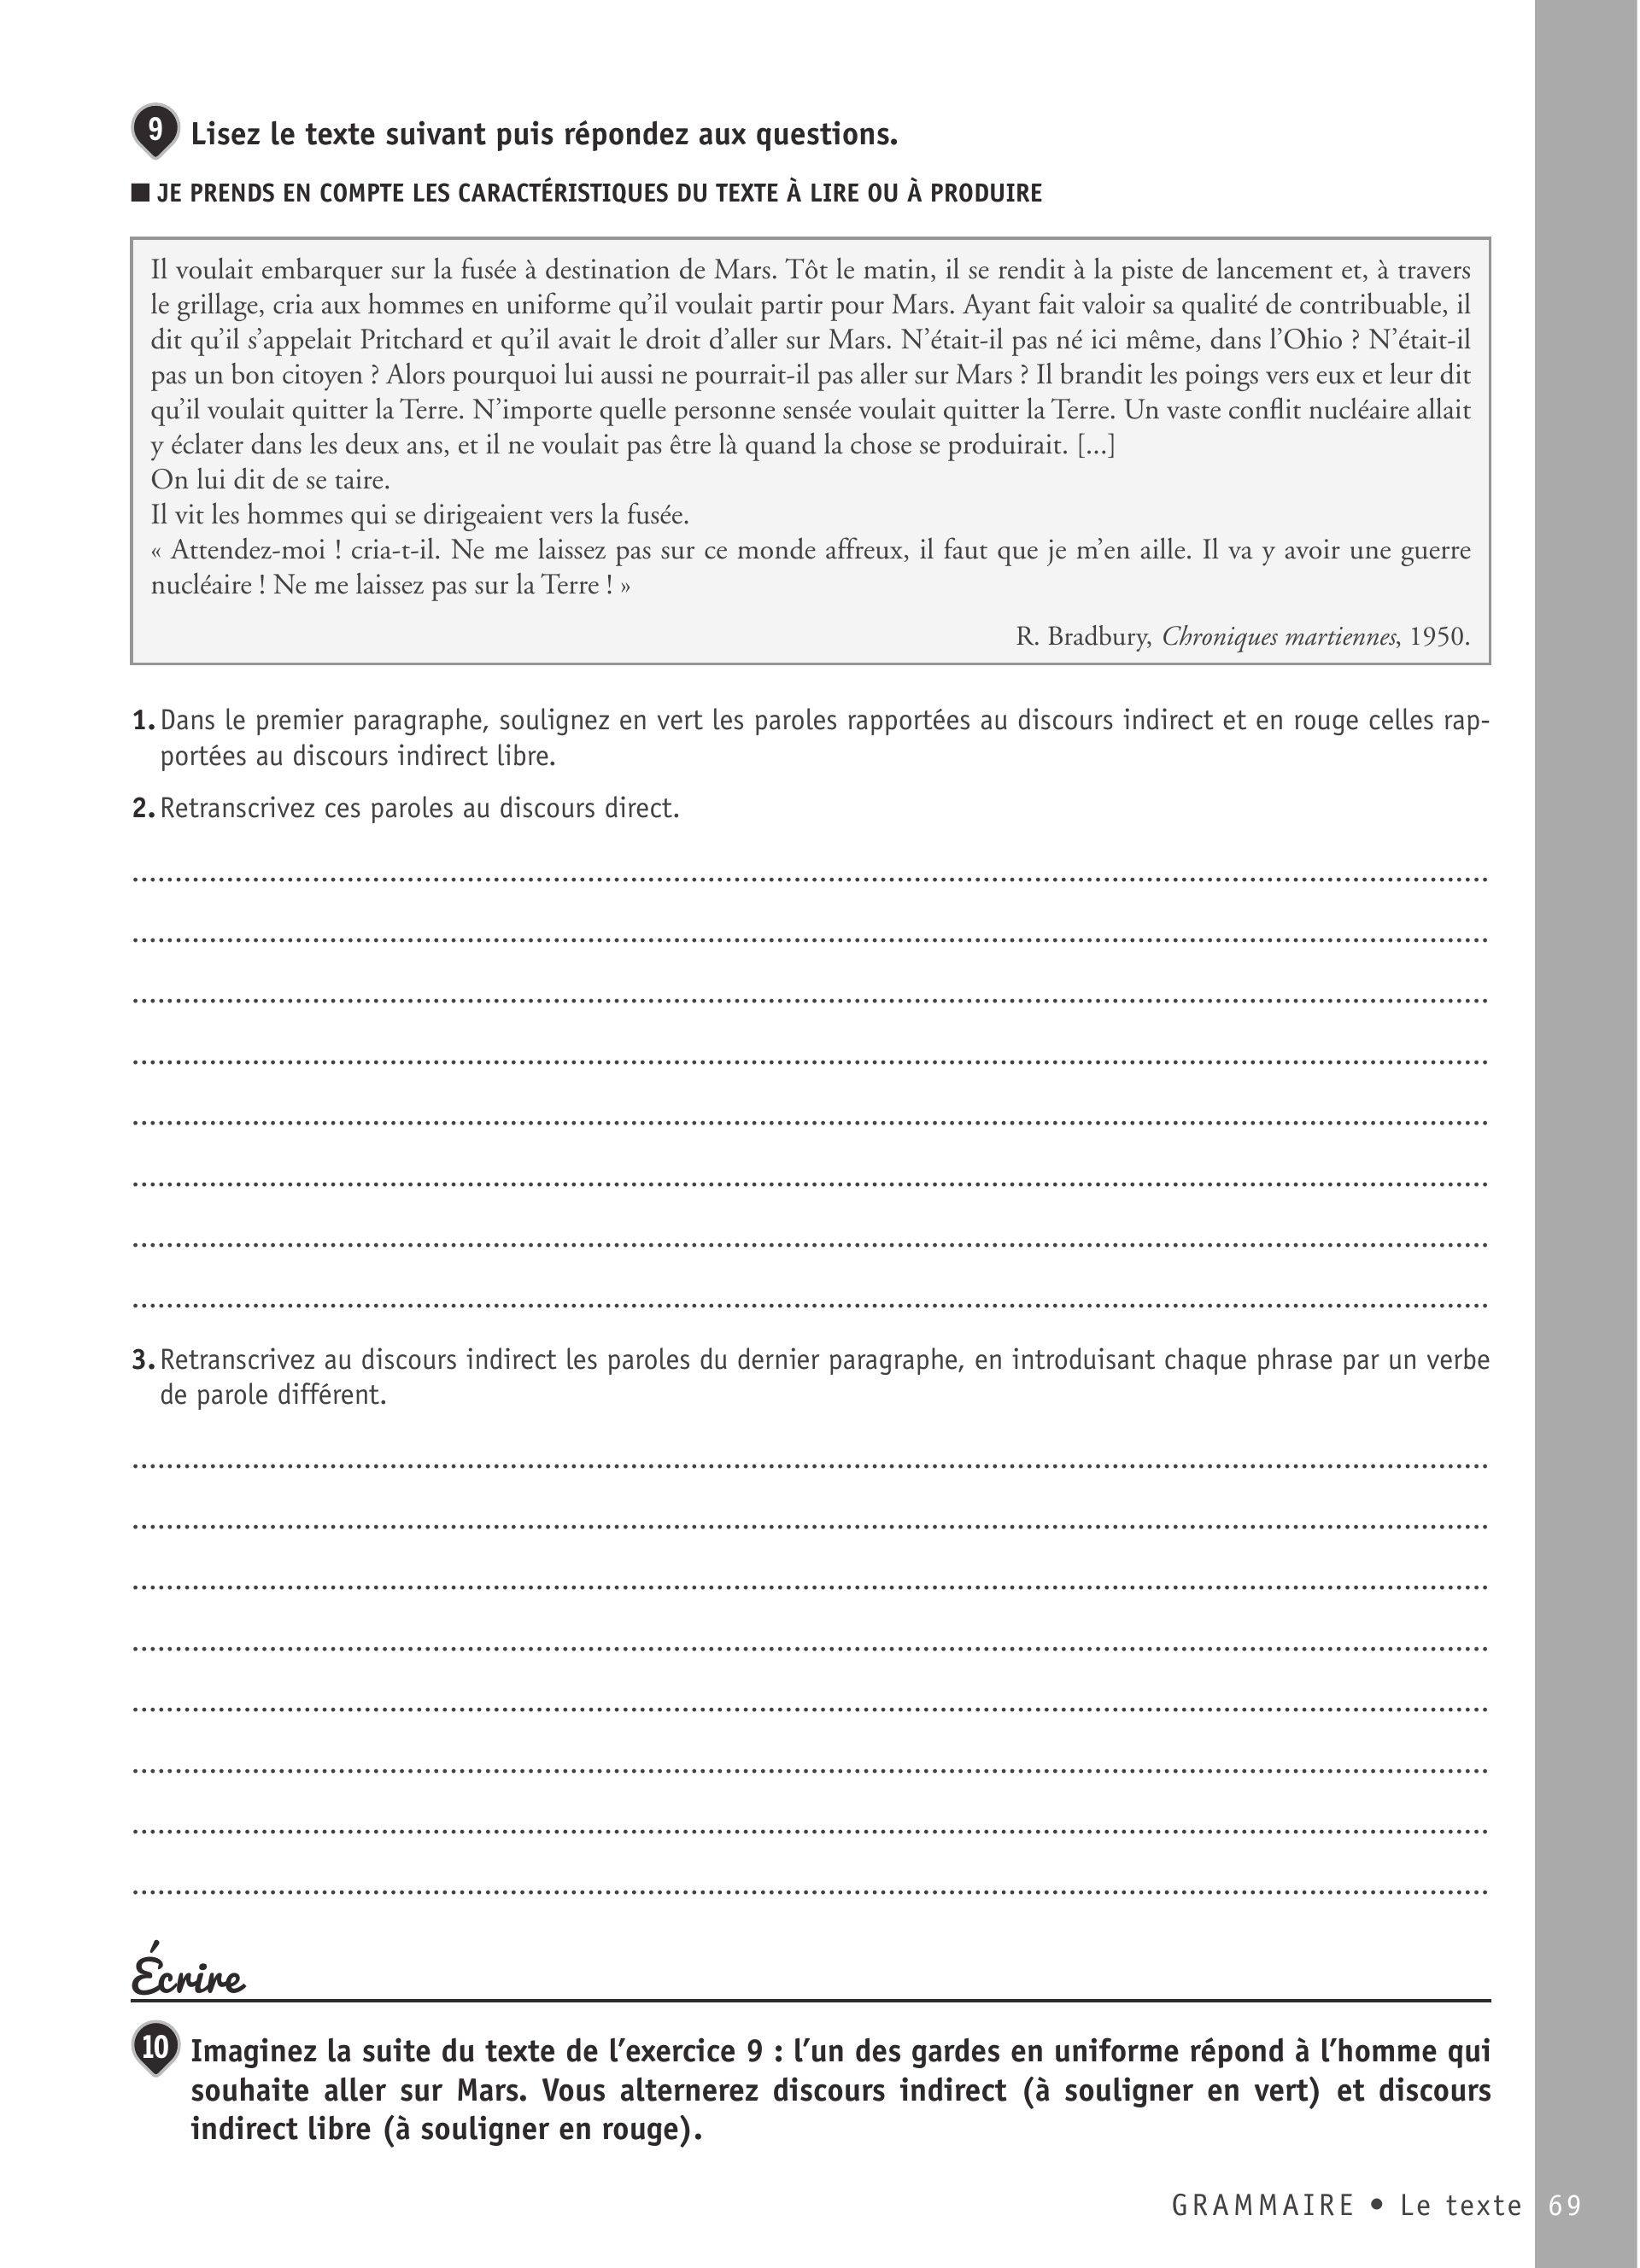 9 Lisez le texte suivant puis répondez aux questions.
■ JE PRENDS EN COMPTE LES CARACTÉRISTIQUES DU TEXTE À LIRE OU À PRODUIRE
Il voulait embarquer sur la fusée à destination de Mars. Tôt le matin, il se rendit à la piste de lancement et, à travers
le grillage, cria aux hommes en uniforme qu’il voulait partir pour Mars. Ayant fait valoir sa qualité de contribuable, il
dit qu’il s’appelait Pritchard et qu’il avait le droit d’aller sur Mars. N’était-il pas né ici même, dans l’Ohio ? N’était-il
pas un bon citoyen ? Alors pourquoi lui aussi ne pourrait-il pas aller sur Mars ? Il brandit les poings vers eux et leur dit
qu’il voulait quitter la Terre. N’importe quelle personne sensée voulait quitter la Terre. Un vaste conflit nucléaire allait
y éclater dans les deux ans, et il ne voulait pas être là quand la chose se produirait. [...]
On lui dit de se taire.
Il vit les hommes qui se dirigeaient vers la fusée.
« Attendez-moi ! cria-t-il. Ne me laissez pas sur ce monde affreux, il faut que je m’en aille. Il va y avoir une guerre
nucléaire ! Ne me laissez pas sur la Terre ! »
R. Bradbury, Chroniques martiennes, 1950.
1. Dans le premier paragraphe, soulignez en vert les paroles rapportées au discours indirect et en rouge celles rap-
portées au discours indirect libre.
2. Retranscrivez ces paroles au discours direct.
3. Retranscrivez au discours indirect les paroles du dernier paragraphe, en introduisant chaque phrase par un verbe
de parole différent.
Écrire
10 Imaginez la suite du texte de l’exercice 9 : l’un des gardes en uniforme répond à l’homme qui
souhaite aller sur Mars. Vous alternerez discours indirect (à souligner en vert) et discours
indirect libre (à souligner en rouge).
GRAMMAIRE • Le texte 69